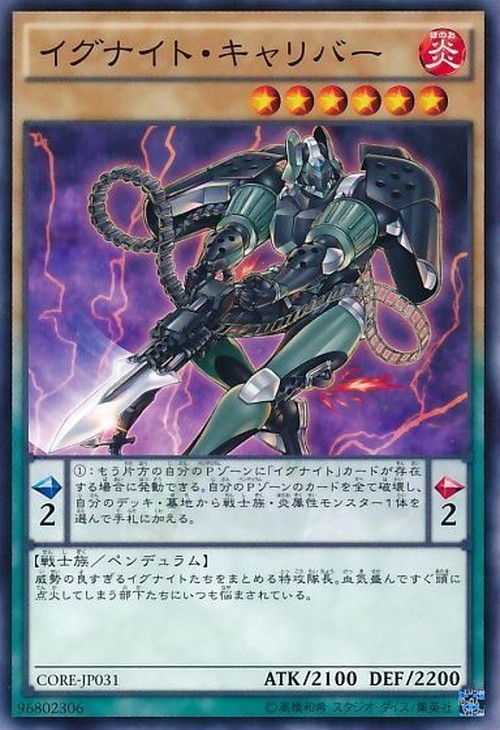 イグナイト・キャリバー
炎
ほのお
①:もう片方の自分のPゾーンに「イグナイト」カードが存在
する場合に発動できる。自分のPゾーンのカードを全て破壊し、
自分のデッキ・墓地から戦士族・炎属性モンスター1体を
選んで手札に加える。
2
2
【戦士族/ペンデュラム】
威勢の良すぎるイグナイトたちをまとめる特攻隊長。血気盛んですぐ頭に
点火してしまう部下たちにいつも悩まされている。
CORE-JP031
ATK/2100 DEF/2200
96802306
©高橋和希 スタジオ・ダイス/集英社